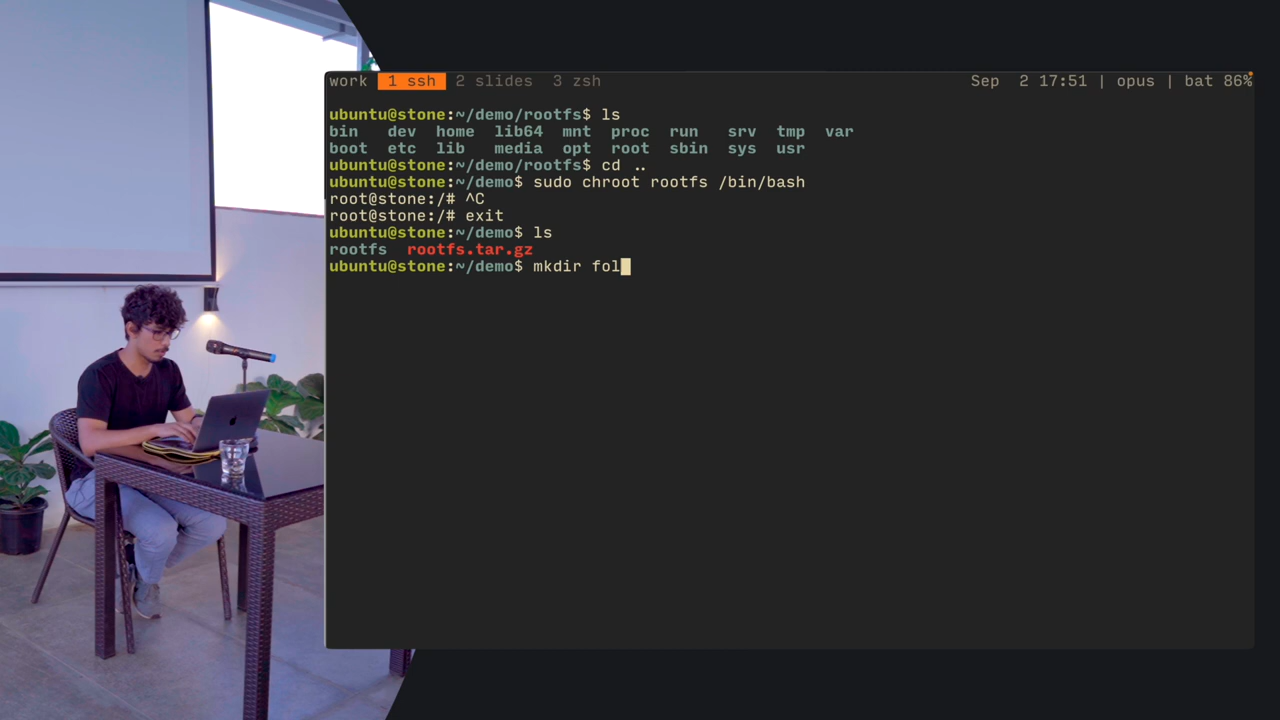 work 1 ssh 2 slides 3 zsh Sep 2 17:51 | opus | bat 86%
ubuntu@stone:~/demo/rootfs$ ls
bin dev home lib64 mnt proc run srv tmp var
boot etc lib media opt root sbin sys usr
ubuntu@stone:~/demo/rootfs$ cd ..
ubuntu@stone:~/demo$ sudo chroot rootfs /bin/bash
root@stone:/# ^C
root@stone:/# exit
ubuntu@stone:~/demo$ ls
rootfs rootfs.tar.gz
ubuntu@stone:~/demo$ mkdir fol